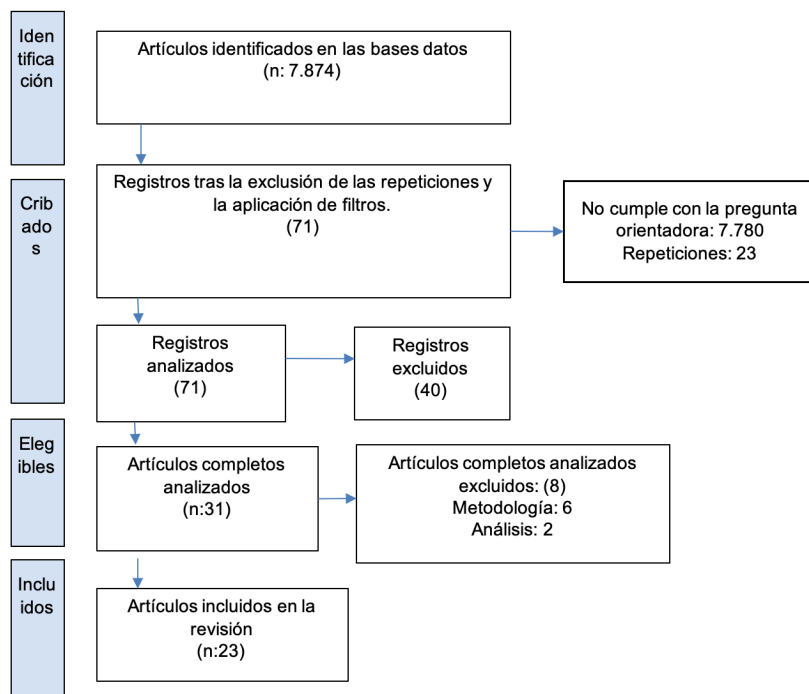 Iden
tifica
ción
Artículos identificados en las bases datos
(n: 7.874)
Crib
ado
s
Registros tras la exclusión de las repeticiones y
la aplicación de filtros.
(71)
No cumple con la pregunta
orientadora: 7.780
Repeticiones: 23
Registros
analizados
(71)
Registros
excluidos
(40)
Eleg
ibles
Artículos completos
analizados
(n:31)
Artículos completos analizados
excluidos: (8)
Metodología: 6
Análisis: 2
Inclu
idos
Artículos incluidos en la
revisión
(n:23)